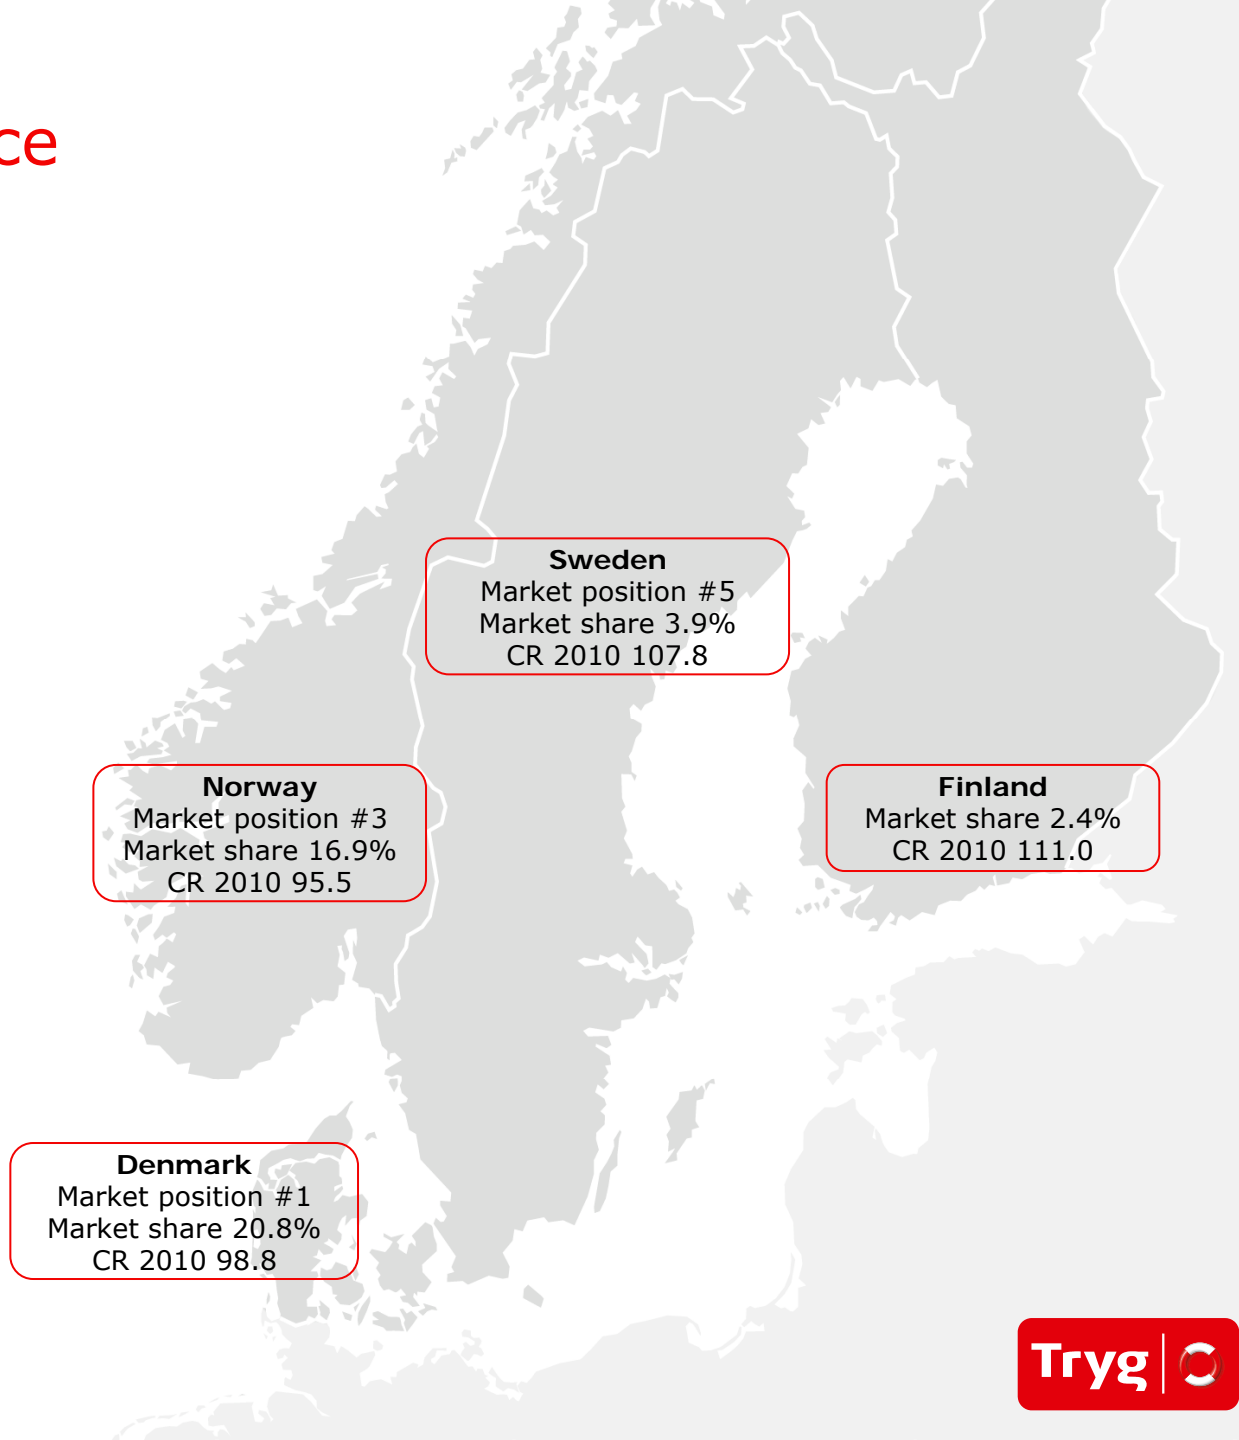 ce
Sweden
Market position #5
Market share 3.9%
CR 2010 107.8
Norway
Market position #3
Market share 16.9%
CR 2010 95.5
Finland
Market share 2.4%
CR 2010 111.0
Denmark
Market position #1
Market share 20.8%
CR 2010 98.8
Tryg